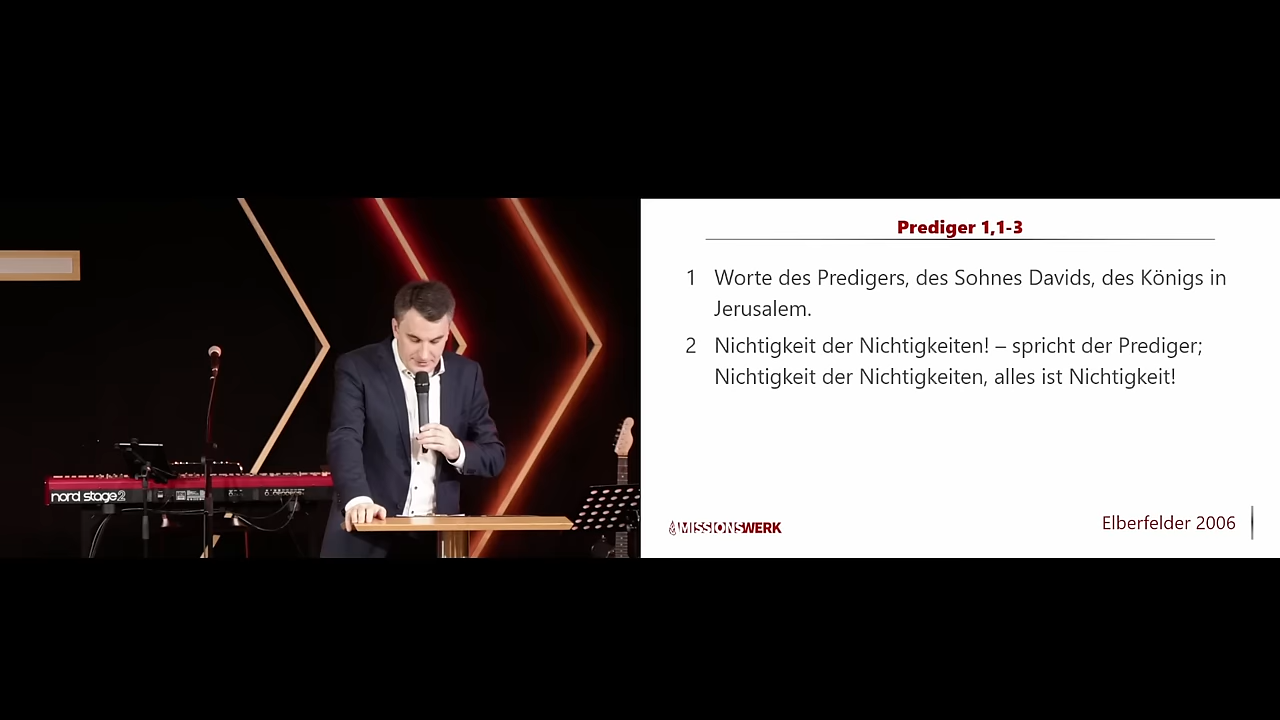 nord stage 2
Prediger 1,1-3
1 Worte des Predigers, des Sohnes Davids, des Königs in
Jerusalem.
2 Nichtigkeit der Nichtigkeiten! – spricht der Prediger;
Nichtigkeit der Nichtigkeiten, alles ist Nichtigkeit!
MISSIONSWERK
Elberfelder 2006